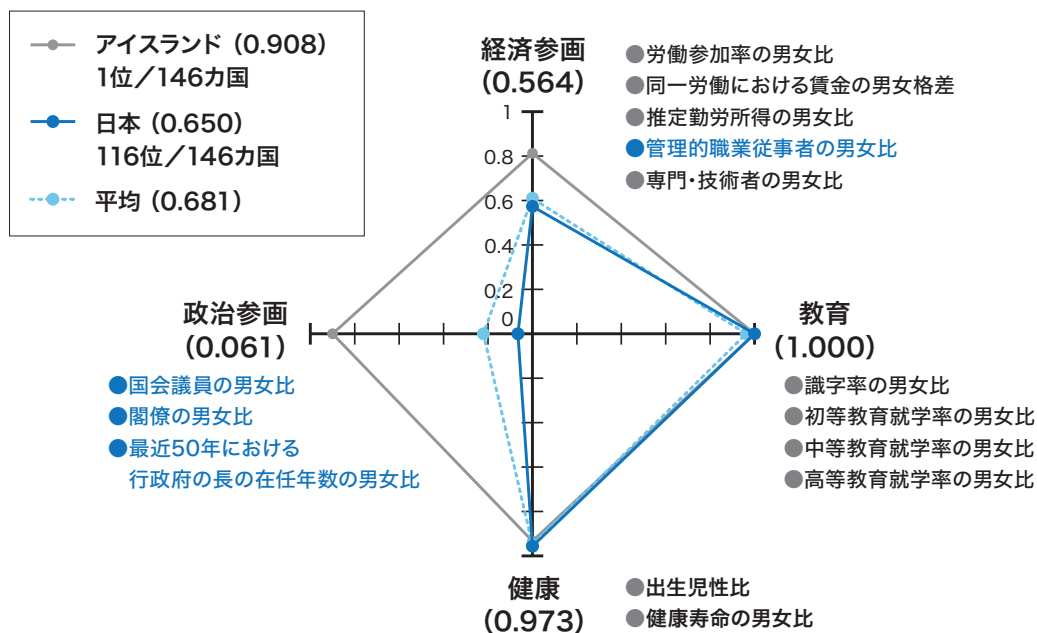 アイスランド（0.908）
1位／146カ国
日本（0.650）
116位／146カ国
平均（0.681）
経済参画
（0.564）
●労働参加率の男女比
●同一労働における賃金の男女格差
●推定勤労所得の男女比
●管理的職業従事者の男女比
●専門・技術者の男女比
1
0.8
0.6
0.4
0.2
0
政治参画
（0.061）
●国会議員の男女比
●閣僚の男女比
●最近50年における
行政府の長の在任年数の男女比
教育
（1.000）
●識字率の男女比
●初等教育就学率の男女比
●中等教育就学率の男女比
●高等教育就学率の男女比
健康
（0.973）
●出生児性比
●健康寿命の男女比